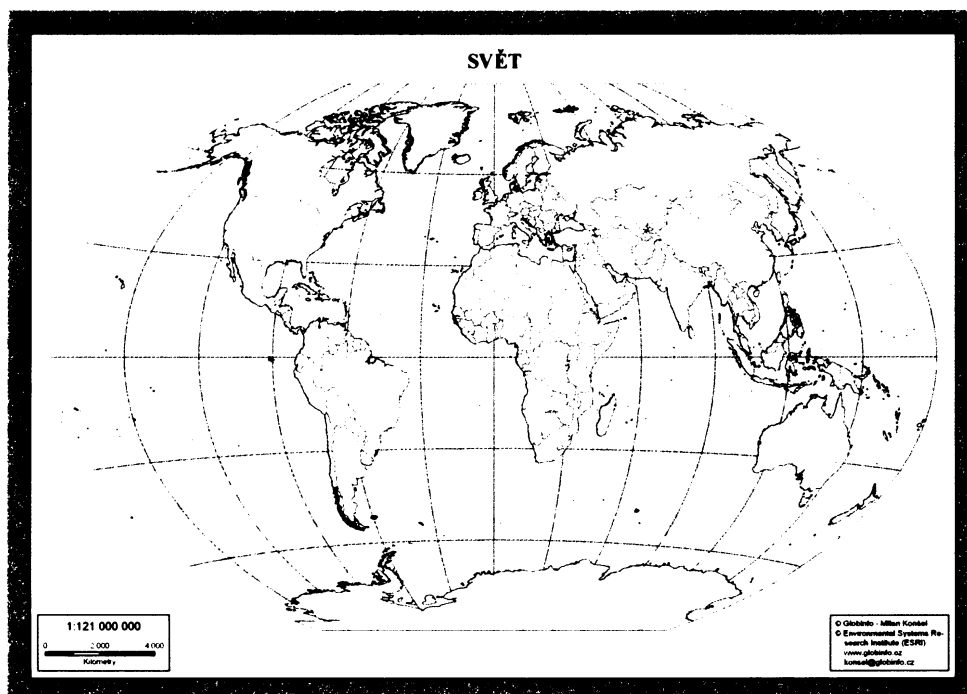 SVĚT
1:121 000 000
0 2 000 4 000
Kilometry
© Globinfo - Milan Konšel
© Environmental Systems Re-
search Institute (ESRI)
www.globinfo.cz
konsel@globinfo.cz